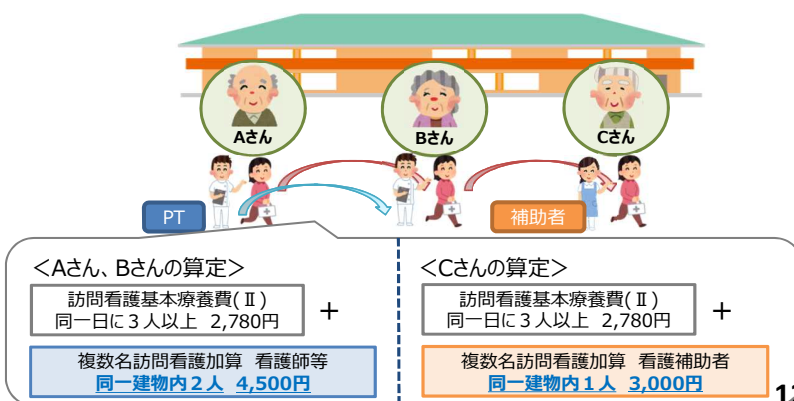 Aさん
Bさん
Cさん
PT
補助者
<Aさん、Bさんの算定>
訪問看護基本療養費(Ⅱ)
同一日に3人以上 2,780円
+
複数名訪問看護加算 看護師等
同一建物内2人 4,500円
<Cさんの算定>
訪問看護基本療養費(Ⅱ)
同一日に3人以上 2,780円
+
複数名訪問看護加算 看護補助者
同一建物内1人 3,000円